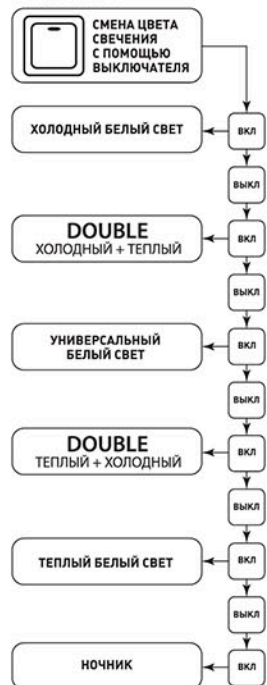 СМЕНА ЦВЕТА
СВЕЧЕНИЯ
С ПОМОЩЬЮ
ВЫКЛЮЧАТЕЛЯ
ХОЛОДНЫЙ БЕЛЫЙ СВЕТ
ВКЛ
ВЫКЛ
DOUBLE
ХОЛОДНЫЙ + ТЕПЛЫЙ
ВКЛ
ВЫКЛ
УНИВЕРСАЛЬНЫЙ
БЕЛЫЙ СВЕТ
ВКЛ
ВЫКЛ
DOUBLE
ТЕПЛЫЙ + ХОЛОДНЫЙ
ВКЛ
ВЫКЛ
ТЕПЛЫЙ БЕЛЫЙ СВЕТ
ВКЛ
ВЫКЛ
НОЧНИК
ВКЛ